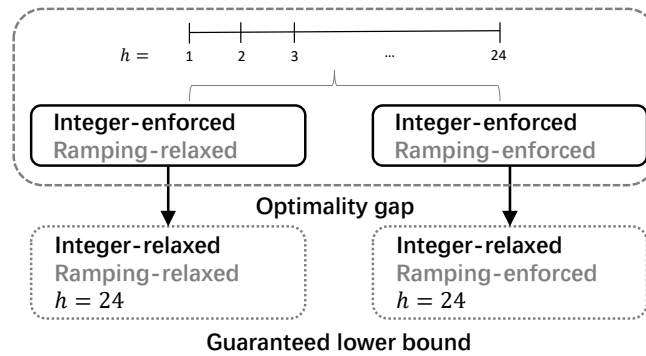 h = 1 2 3 ... 24
Integer-enforced Integer-enforced
Ramping-relaxed Ramping-enforced
Optimality gap
Integer-relaxed Integer-relaxed
Ramping-relaxed Ramping-enforced
h = 24 h = 24
Guaranteed lower bound